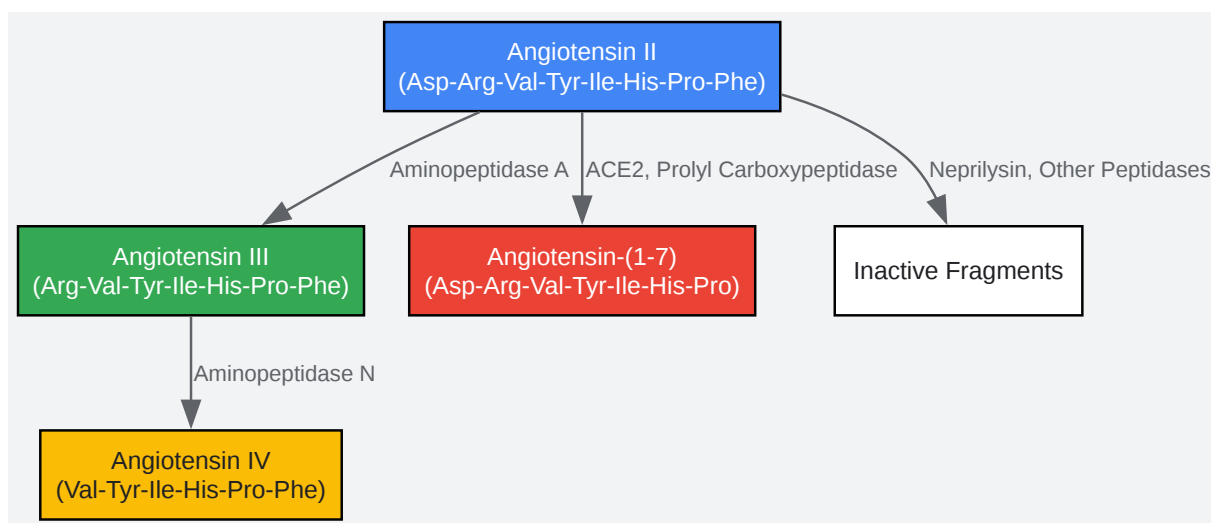 Angiotensin II
(Asp-Arg-Val-Tyr-Ile-His-Pro-Phe)
Aminopeptidase A
ACE2, Prolyl Carboxypeptidase
Neprilysin, Other Peptidases
Angiotensin III
(Arg-Val-Tyr-Ile-His-Pro-Phe)
Angiotensin-(1-7)
(Asp-Arg-Val-Tyr-Ile-His-Pro)
Inactive Fragments
Aminopeptidase N
Angiotensin IV
(Val-Tyr-Ile-His-Pro-Phe)